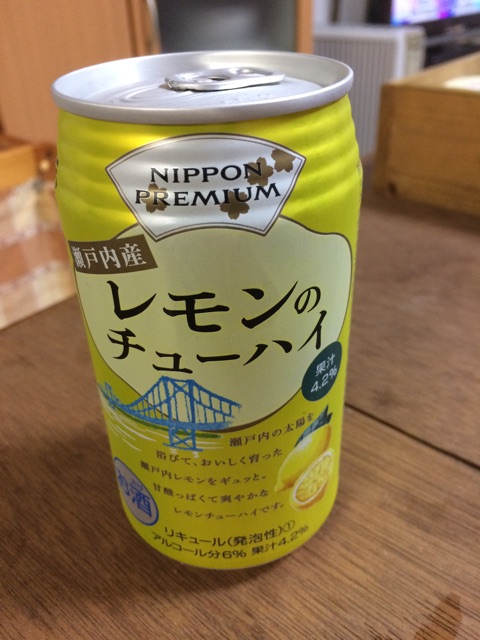 NIPPON
PREMIUM
瀬戸内産
レモンの
チューハイ
果汁
4.2%
瀬戸内の太陽を
浴びて、おいしく育った
瀬戸内レモンをギュッと。
甘酸っぱくて爽やかな
レモンチューハイです。
お酒
リキュール(発泡性)①
アルコール分6% 果汁4.2%